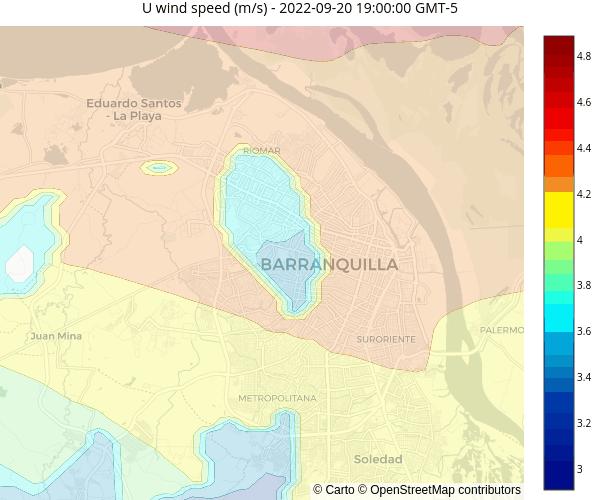 U wind speed (m/s) - 2022-09-20 19:00:00 GMT-5
4.8
4.6
4.4
4.2
4
3.8
3.6
3.4
3.2
3
Eduardo Santos
- La Playa
RIOMAR
BARRANQUILLA
Juan Mina
SURORIENTE
PALERMO
METROPOLITANA
Soledad
© Carto © OpenStreetMap contributors